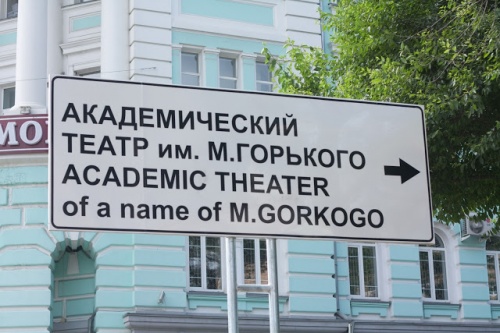 АКАДЕМИЧЕСКИЙ
ТЕАТР им. М.ГОРЬКОГО
ACADEMIC THEATER
of a name of M.GORKOGO